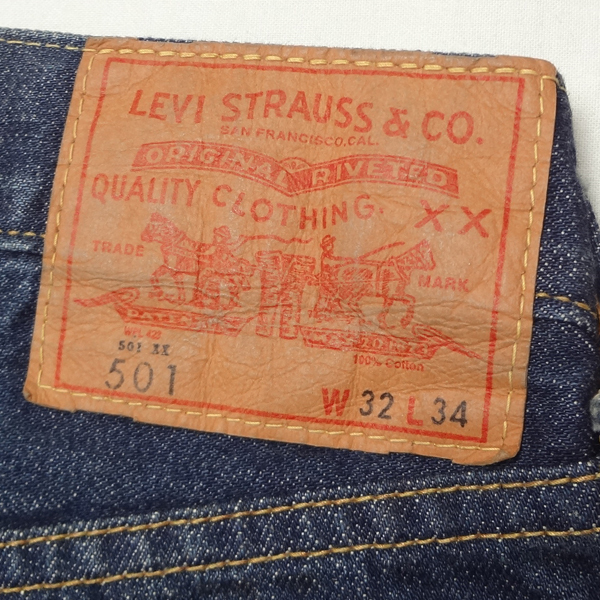 LEVI STRAUSS & CO.
SAN FRANCISCO, CAL.
ORIGINAL RIVETED
QUALITY CLOTHING.
XX
TRADE MARK
501 XX
100% Cotton
501
W 32 L 34